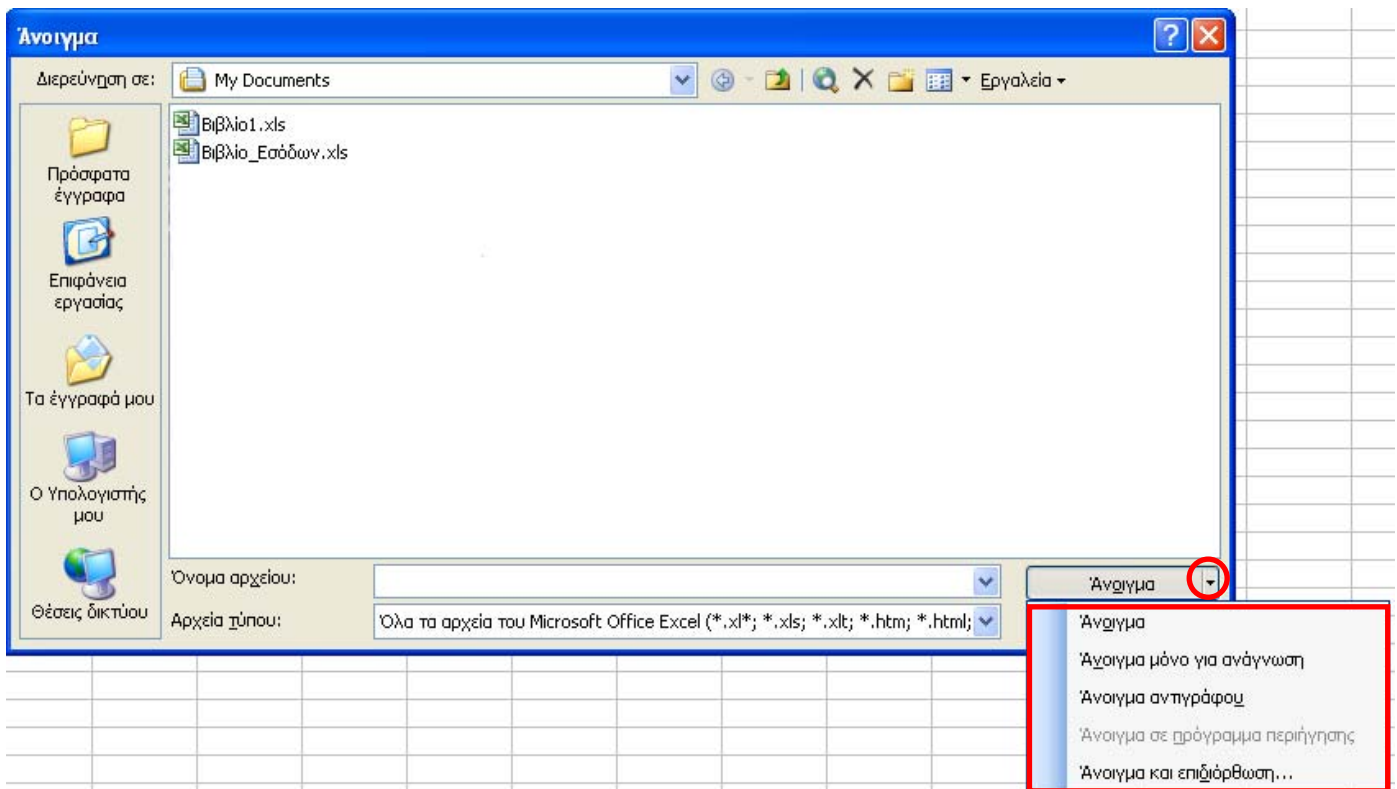 Άνοιγμα
Διερεύνηση σε:
My Documents
Εργαλεία
Πρόσφατα
έγγραφα
Επιφάνεια
εργασίας
Τα έγγραφά μου
Ο Υπολογιστής
μου
Θέσεις δικτύου
Βιβλίο1.xls
Βιβλίο_Εσόδων.xls
Όνομα αρχείου:
Άνοιγμα
Αρχεία τύπου:
Όλα τα αρχεία του Microsoft Office Excel (*.xl*; *.xls; *.xlt; *.htm; *.html;
Άνοιγμα
Άνοιγμα μόνο για ανάγνωση
Άνοιγμα αντιγράφου
Άνοιγμα σε πρόγραμμα περιήγησης
Άνοιγμα και επιδιόρθωση...